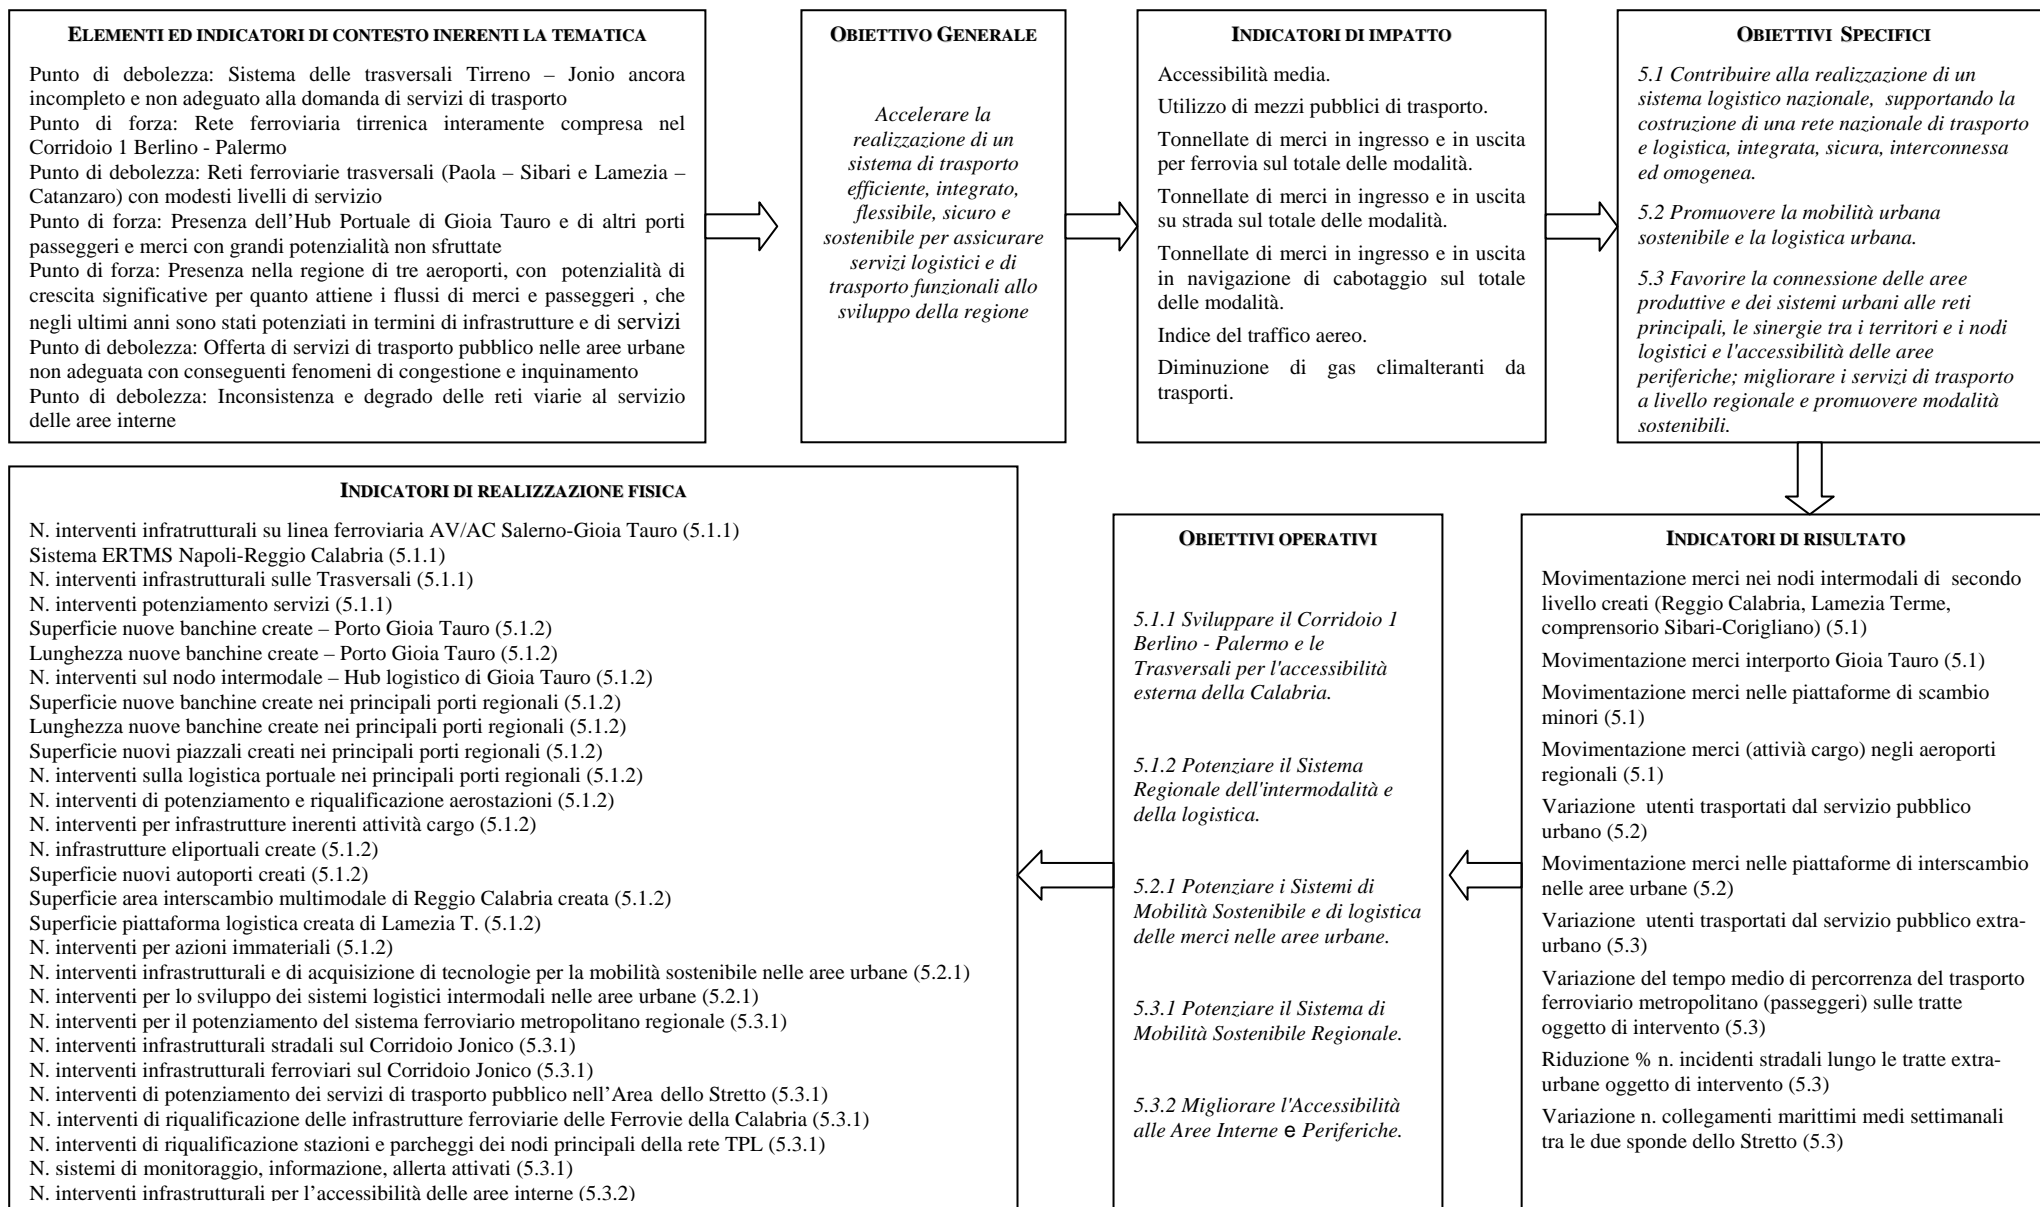 ELEMENTI ED INDICATORI DI CONTESTO INERENTI LA TEMATICA
Punto di debolezza: Sistema delle trasversali Tirreno – Jonio ancora
incompleto e non adeguato alla domanda di servizi di trasporto
Punto di forza: Rete ferroviaria tirrenica interamente compresa nel
Corridoio 1 Berlino - Palermo
Punto di debolezza: Reti ferroviarie trasversali (Paola – Sibari e Lamezia –
Catanzaro) con modesti livelli di servizio
Punto di forza: Presenza dell’Hub Portuale di Gioia Tauro e di altri porti
passeggeri e merci con grandi potenzialità non sfruttate
Punto di forza: Presenza nella regione di tre aeroporti, con potenzialità di
crescita significative per quanto attiene i flussi di merci e passeggeri , che
negli ultimi anni sono stati potenziati in termini di infrastrutture e di servizi
Punto di debolezza: Offerta di servizi di trasporto pubblico nelle aree urbane
non adeguata con conseguenti fenomeni di congestione e inquinamento
Punto di debolezza: Inconsistenza e degrado delle reti viarie al servizio
delle aree interne
OBIETTIVO GENERALE
Accelerare la
realizzazione di un
sistema di trasporto
efficiente, integrato,
flessibile, sicuro e
sostenibile per assicurare
servizi logistici e di
trasporto funzionali allo
sviluppo della regione
INDICATORI DI IMPATTO
Accessibilità media.
Utilizzo di mezzi pubblici di trasporto.
Tonnellate di merci in ingresso e in uscita
per ferrovia sul totale delle modalità.
Tonnellate di merci in ingresso e in uscita
su strada sul totale delle modalità.
Tonnellate di merci in ingresso e in uscita
in navigazione di cabotaggio sul totale
delle modalità.
Indice del traffico aereo.
Diminuzione di gas climalteranti da
trasporti.
OBIETTIVI SPECIFICI
5.1 Contribuire alla realizzazione di un
sistema logistico nazionale, supportando la
costruzione di una rete nazionale di trasporto
e logistica, integrata, sicura, interconnessa
ed omogenea.
5.2 Promuovere la mobilità urbana
sostenibile e la logistica urbana.
5.3 Favorire la connessione delle aree
produttive e dei sistemi urbani alle reti
principali, le sinergie tra i territori e i nodi
logistici e l'accessibilità delle aree
periferiche; migliorare i servizi di trasporto
a livello regionale e promuovere modalità
sostenibili.
INDICATORI DI RISULTATO
Movimentazione merci nei nodi intermodali di secondo
livello creati (Reggio Calabria, Lamezia Terme,
comprensorio Sibari-Corigliano) (5.1)
Movimentazione merci interporto Gioia Tauro (5.1)
Movimentazione merci nelle piattaforme di scambio
minori (5.1)
Movimentazione merci (attivià cargo) negli aeroporti
regionali (5.1)
Variazione utenti trasportati dal servizio pubblico
urbano (5.2)
Movimentazione merci nelle piattaforme di interscambio
nelle aree urbane (5.2)
Variazione utenti trasportati dal servizio pubblico extra-
urbano (5.3)
Variazione del tempo medio di percorrenza del trasporto
ferroviario metropolitano (passeggeri) sulle tratte
oggetto di intervento (5.3)
Riduzione % n. incidenti stradali lungo le tratte extra-
urbane oggetto di intervento (5.3)
Variazione n. collegamenti marittimi medi settimanali
tra le due sponde dello Stretto (5.3)
OBIETTIVI OPERATIVI
5.1.1 Sviluppare il Corridoio 1
Berlino - Palermo e le
Trasversali per l'accessibilità
esterna della Calabria.
5.1.2 Potenziare il Sistema
Regionale dell'intermodalità e
della logistica.
5.2.1 Potenziare i Sistemi di
Mobilità Sostenibile e di logistica
delle merci nelle aree urbane.
5.3.1 Potenziare il Sistema di
Mobilità Sostenibile Regionale.
5.3.2 Migliorare l'Accessibilità
alle Aree Interne e Periferiche.
INDICATORI DI REALIZZAZIONE FISICA
N. interventi infratrutturali su linea ferroviaria AV/AC Salerno-Gioia Tauro (5.1.1)
Sistema ERTMS Napoli-Reggio Calabria (5.1.1)
N. interventi infrastrutturali sulle Trasversali (5.1.1)
N. interventi potenziamento servizi (5.1.1)
Superficie nuove banchine create – Porto Gioia Tauro (5.1.2)
Lunghezza nuove banchine create – Porto Gioia Tauro (5.1.2)
N. interventi sul nodo intermodale – Hub logistico di Gioia Tauro (5.1.2)
Superficie nuove banchine create nei principali porti regionali (5.1.2)
Lunghezza nuove banchine create nei principali porti regionali (5.1.2)
Superficie nuovi piazzali creati nei principali porti regionali (5.1.2)
N. interventi sulla logistica portuale nei principali porti regionali (5.1.2)
N. interventi di potenziamento e riqualificazione aerostazioni (5.1.2)
N. interventi per infrastrutture inerenti attività cargo (5.1.2)
N. infrastrutture eliportuali create (5.1.2)
Superficie nuovi autoporti creati (5.1.2)
Superficie area interscambio multimodale di Reggio Calabria creata (5.1.2)
Superficie piattaforma logistica creata di Lamezia T. (5.1.2)
N. interventi per azioni immateriali (5.1.2)
N. interventi infrastrutturali e di acquisizione di tecnologie per la mobilità sostenibile nelle aree urbane (5.2.1)
N. interventi per lo sviluppo dei sistemi logistici intermodali nelle aree urbane (5.2.1)
N. interventi per il potenziamento del sistema ferroviario metropolitano regionale (5.3.1)
N. interventi infrastrutturali stradali sul Corridoio Jonico (5.3.1)
N. interventi infrastrutturali ferroviari sul Corridoio Jonico (5.3.1)
N. interventi di potenziamento dei servizi di trasporto pubblico nell’Area dello Stretto (5.3.1)
N. interventi di riqualificazione delle infrastrutture ferroviarie delle Ferrovie della Calabria (5.3.1)
N. interventi di riqualificazione stazioni e parcheggi dei nodi principali della rete TPL (5.3.1)
N. sistemi di monitoraggio, informazione, allerta attivati (5.3.1)
N. interventi infrastrutturali per l’accessibilità delle aree interne (5.3.2)